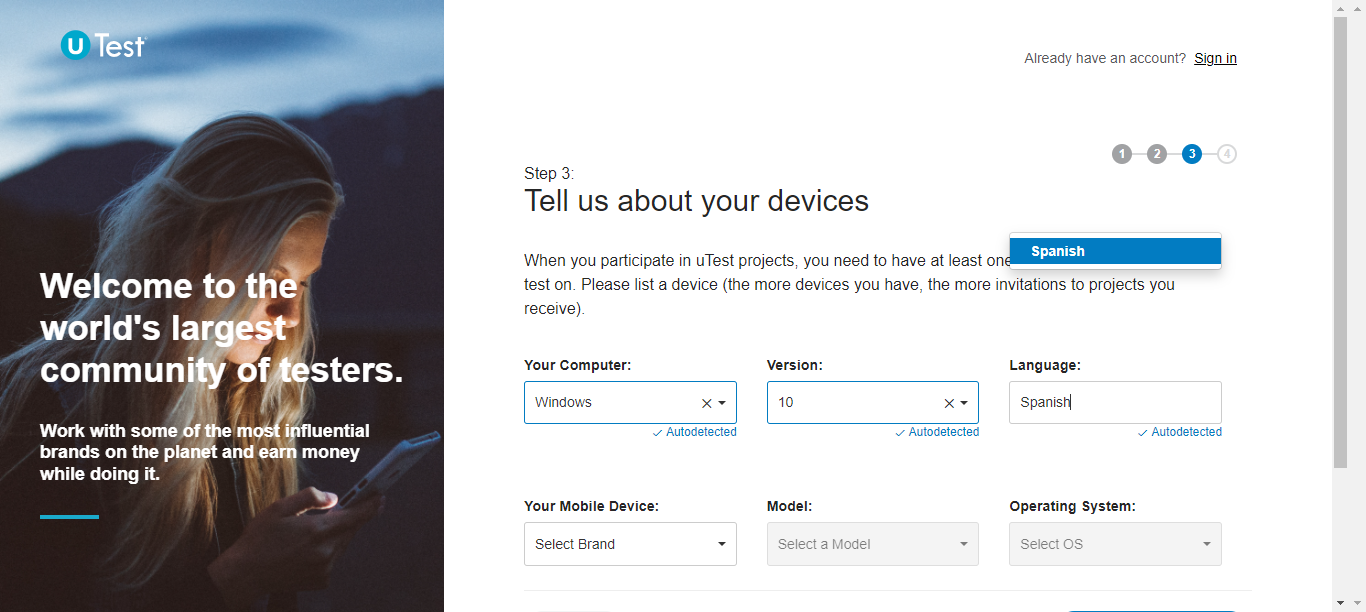 U Test
Already have an account? Sign in
1 2 3 4
Step 3:
Tell us about your devices
Spanish
When you participate in uTest projects, you need to have at least one
test on. Please list a device (the more devices you have, the more invitations to projects you
receive).
Welcome to the
world's largest
community of testers.
Work with some of the most influential
brands on the planet and earn money
while doing it.
Your Computer: Version: Language:
Windows 10 Spanish
Autodetected Autodetected Autodetected
Your Mobile Device: Model: Operating System:
Select Brand Select a Model Select OS